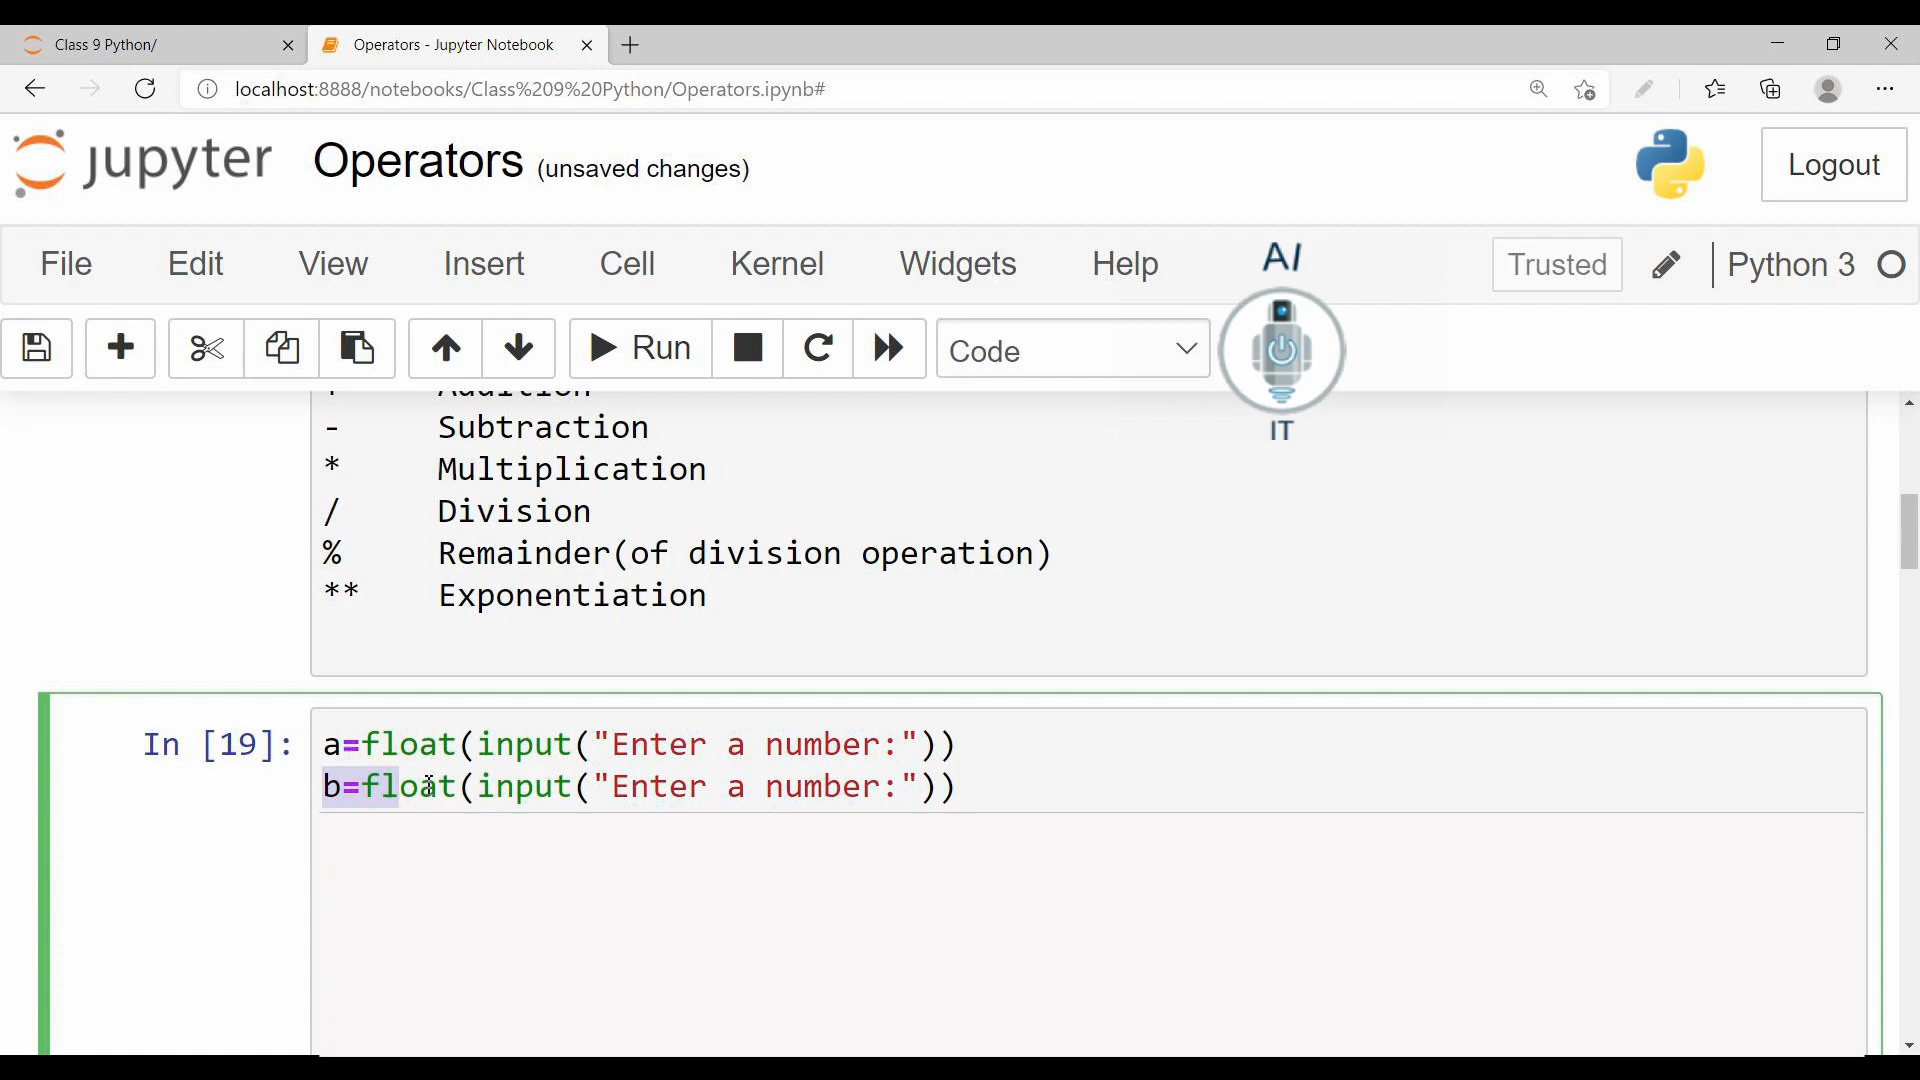 Class 9 Python/
Operators - Jupyter Notebook
localhost:8888/notebooks/Class%209%20Python/Operators.ipynb#
jupyter Operators (unsaved changes)
Logout
File Edit View Insert Cell Kernel Widgets Help
AI
Trusted
Python 3
Run
Code
IT
+ Addition
- Subtraction
* Multiplication
/ Division
% Remainder(of division operation)
** Exponentiation
In [19]:
a=float(input("Enter a number:"))
b=float(input("Enter a number:"))